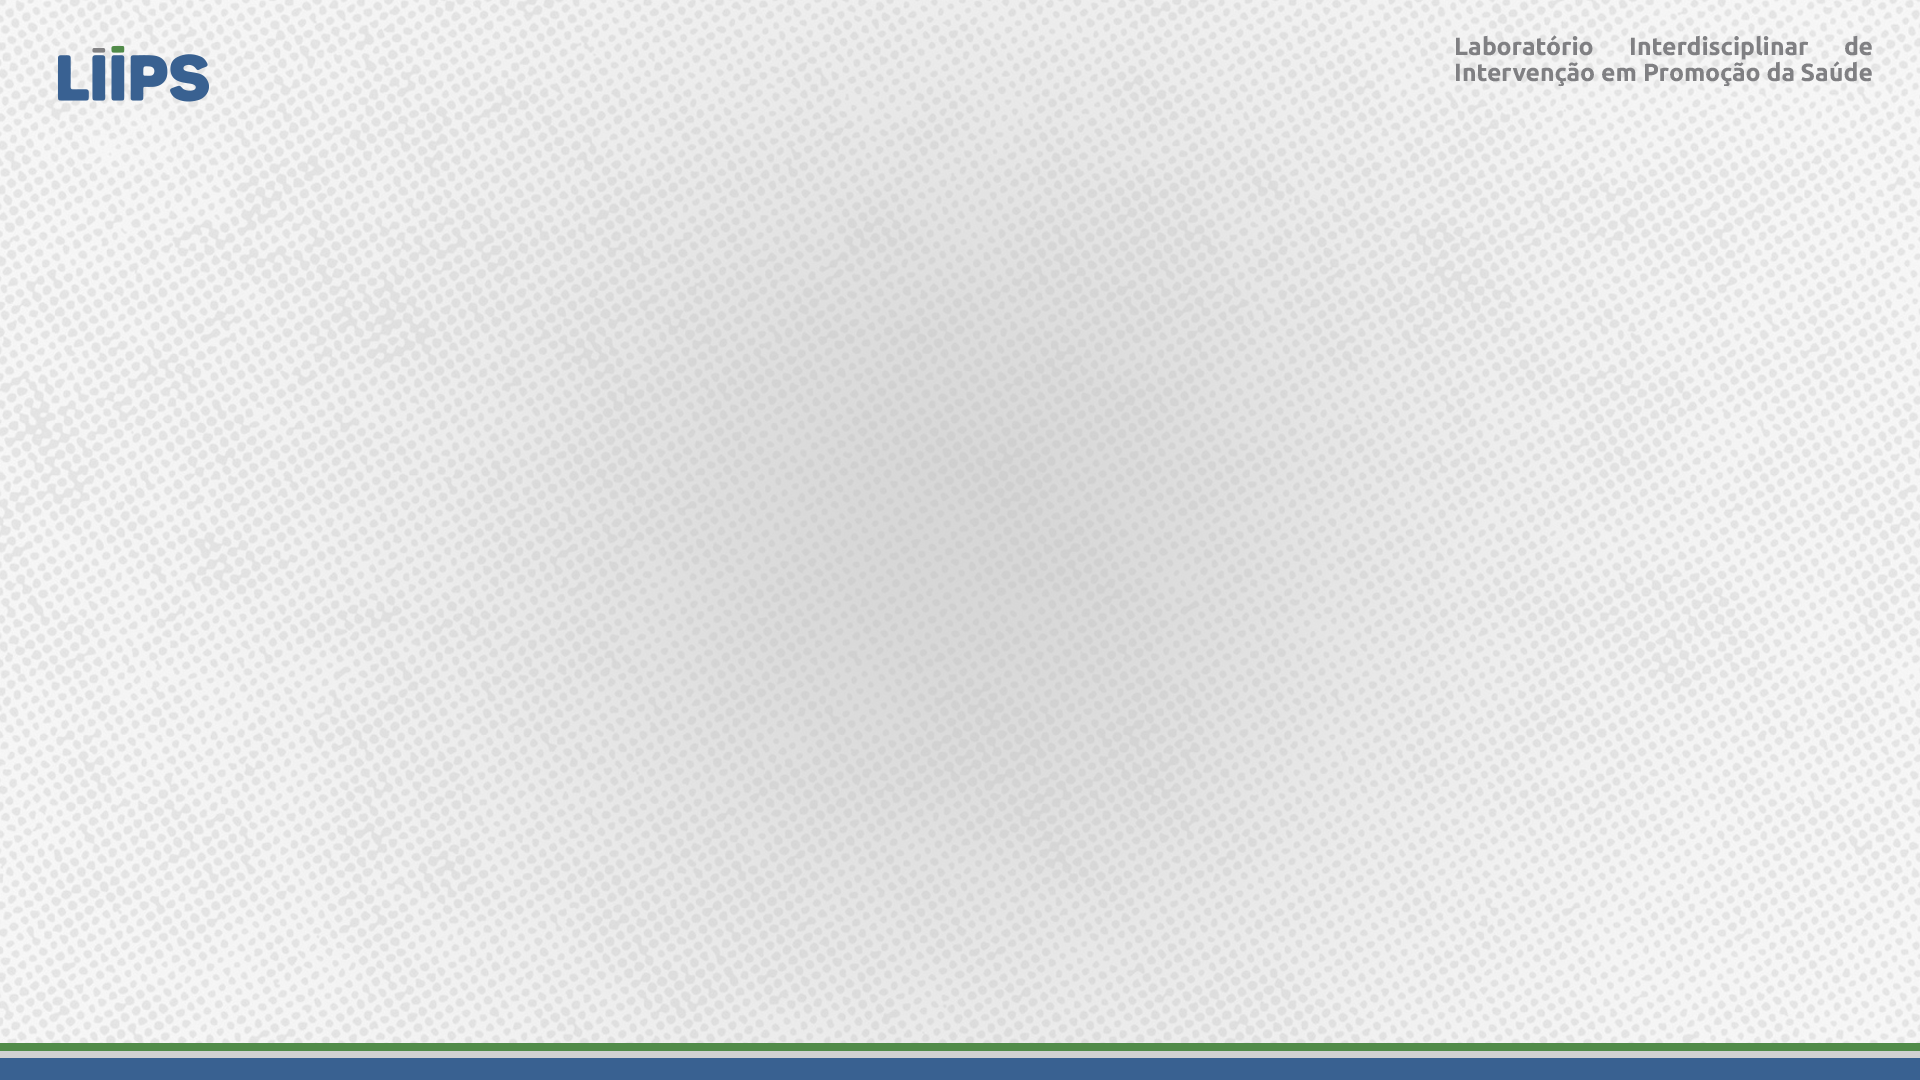 LIIPS
Laboratório Interdisciplinar de
Intervenção em Promoção da Saúde